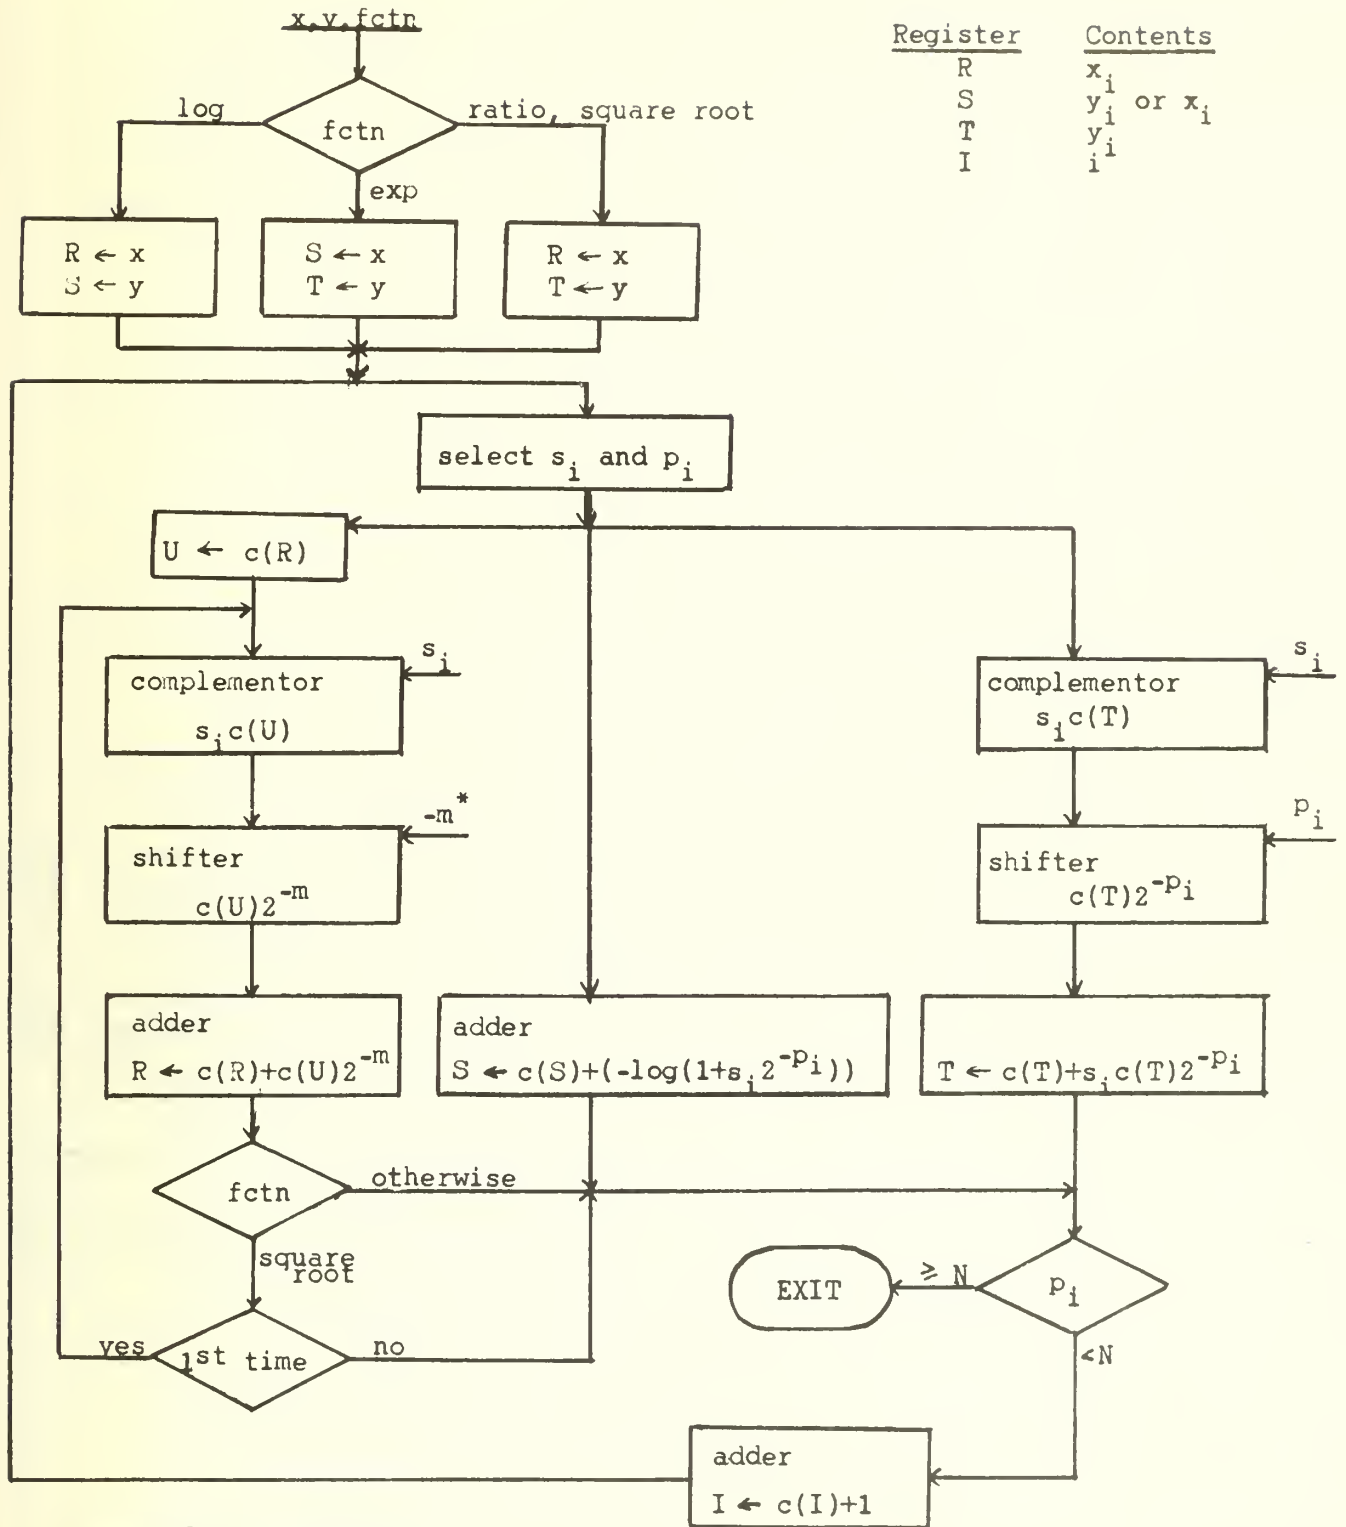 x,y,fctn
Register Contents
R x_i
S y_i or x_i
T y_i
I i
log
fctn
ratio, square root
exp
R ← x
S ← y
S ← x
T ← y
R ← x
T ← y
select s_i and p_i
U ← c(R)
s_i
complementor
s_i c(U)
s_i
complementor
s_i c(T)
-m*
shifter
c(U)2^-m
p_i
shifter
c(T)2^-p_i
adder
R ← c(R)+c(U)2^-m
adder
S ← c(S)+(-log(1+s_i 2^-p_i))
T ← c(T)+s_i c(T)2^-p_i
fctn
otherwise
square
root
EXIT
≥ N
p_i
yes
1st time
no
<N
adder
I ← c(I)+1